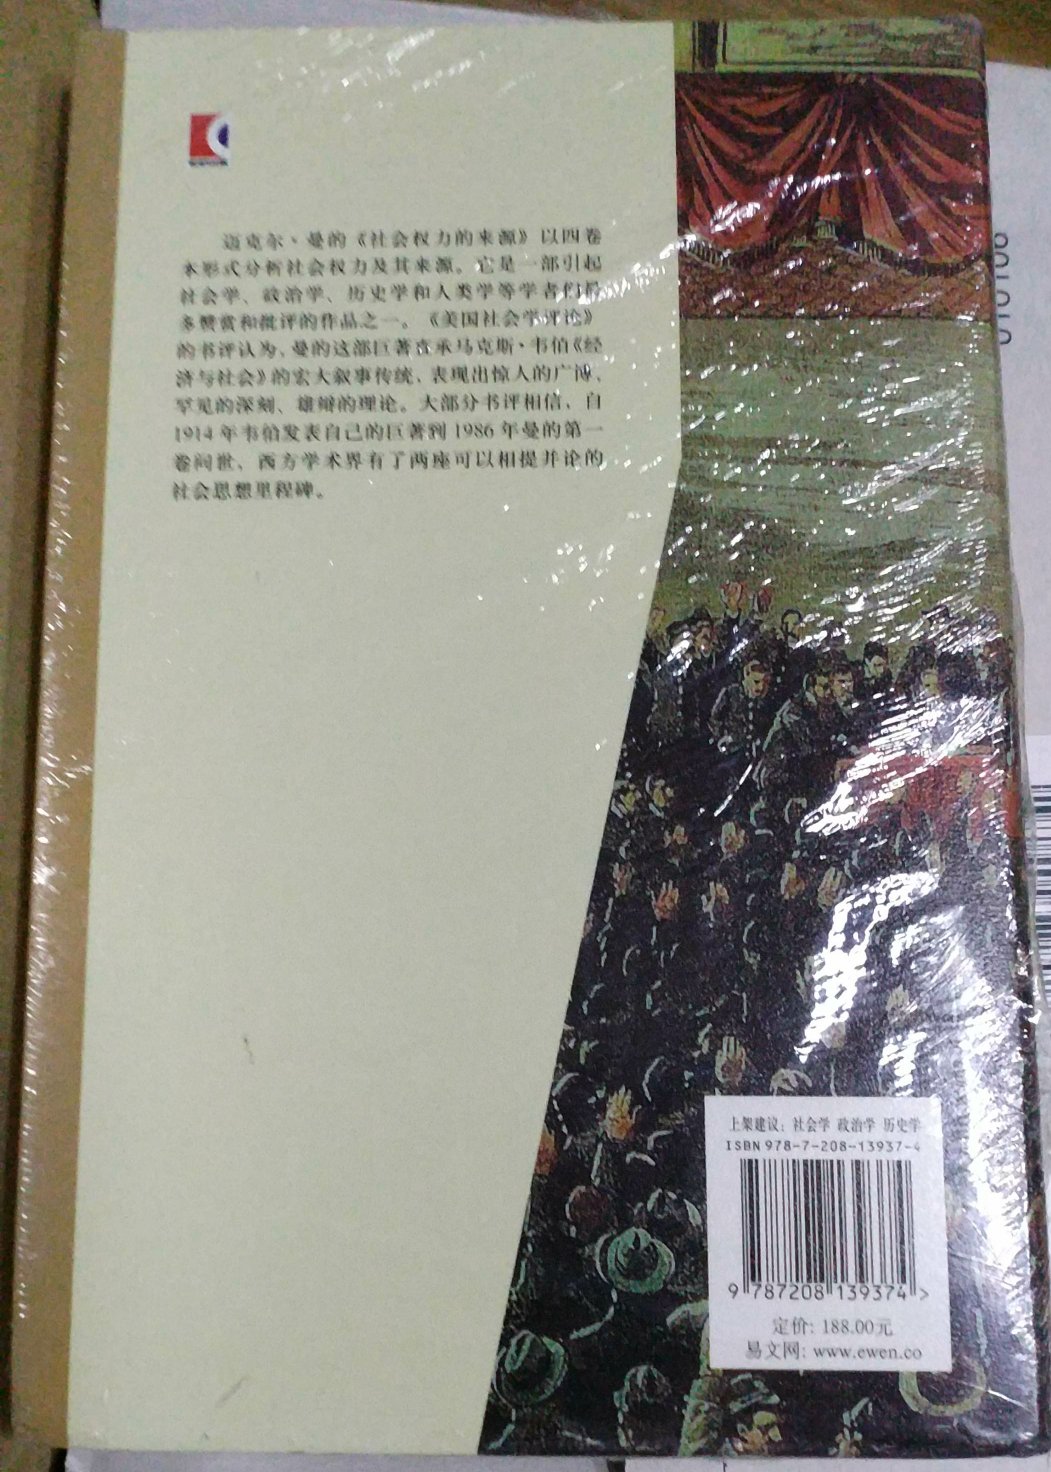 迈克尔·曼的《社会权力的来源》以四卷
本形式分析社会权力及其来源。它是一部引起
社会学、政治学、历史学和人类学等学者们最
多赞赏和批评的作品之一。《美国社会学评论》
的书评认为，曼的这部巨著吉承马克斯·韦伯《经
济与社会》的宏大叙事传统，表现出惊人的广博、
罕见的深刻、雄辩的理论。大部分书评相信，自
1914年韦伯发表自己的巨著到1986年曼的第一
卷问世，西方学术界有了两座可以相提并论的
社会思想里程碑。
上架建议：社会学 政治学 历史学
ISBN 978-7-208-13937-4
9 787208 139374 >
定价: 188.00元
易文网: www.ewen.co